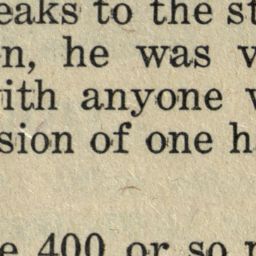 eaks to the st
n, he was v
ith anyone v
sion of one h
e 400 or so